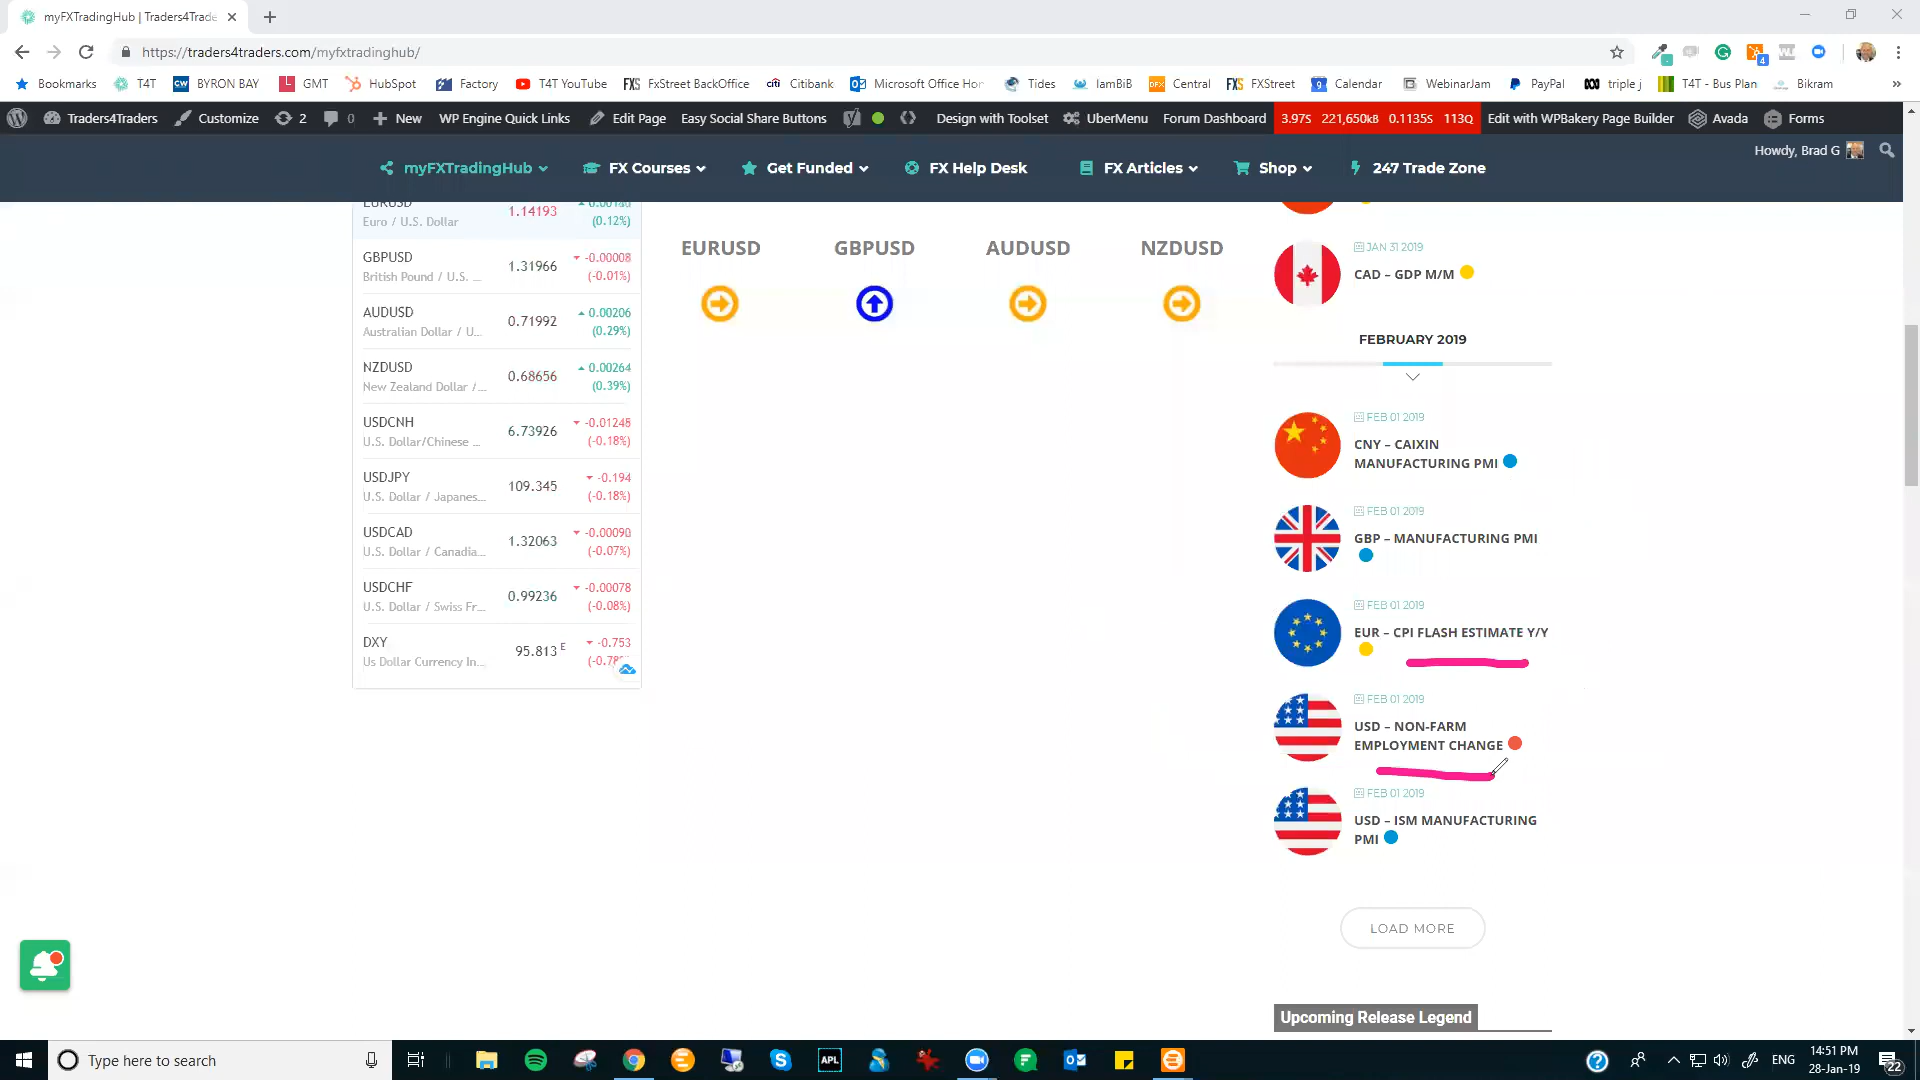 myFXTradingHub | Traders4Trade
https://traders4traders.com/myfxtradinghub/
Bookmarks T4T BYRON BAY GMT HubSpot Factory T4T YouTube FxStreet BackOffice Citibank Microsoft Office Hor Tides IamBiB Central FXStreet Calendar WebinarJam PayPal triple j T4T - Bus Plan Bikram »
Traders4Traders Customize 2 0 New WP Engine Quick Links Edit Page Easy Social Share Buttons Design with Toolset UberMenu Forum Dashboard 3.97S 221,650kB 0.1135S 113Q Edit with WPBakery Page Builder Avada Forms
Howdy, Brad G
myFXTradingHub FX Courses Get Funded FX Help Desk FX Articles Shop 247 Trade Zone
EURUSD 1.14193 0.00180
Euro / U.S. Dollar (0.12%)
GBPUSD 1.31966 -0.00008
British Pound / U.S. ... (-0.01%)
AUDUSD 0.71992 0.00206
Australian Dollar / U... (0.29%)
NZDUSD 0.68656 0.00264
New Zealand Dollar /... (0.39%)
USDCNH 6.73926 -0.01245
U.S. Dollar/Chinese ... (-0.18%)
USDJPY 109.345 -0.194
U.S. Dollar / Japanes... (-0.18%)
USDCAD 1.32063 -0.00090
U.S. Dollar / Canadia... (-0.07%)
USDCHF 0.99236 -0.00078
U.S. Dollar / Swiss Fr... (-0.08%)
DXY 95.813 E -0.753
Us Dollar Currency In... (-0.78%)
EURUSD GBPUSD AUDUSD NZDUSD
JAN 31 2019
CAD – GDP M/M
FEBRUARY 2019
FEB 01 2019
CNY – CAIXIN
MANUFACTURING PMI
FEB 01 2019
GBP – MANUFACTURING PMI
FEB 01 2019
EUR – CPI FLASH ESTIMATE Y/Y
FEB 01 2019
USD – NON-FARM
EMPLOYMENT CHANGE
FEB 01 2019
USD – ISM MANUFACTURING
PMI
LOAD MORE
Upcoming Release Legend
Type here to search
APL
ENG
14:51 PM
28-Jan-19
22